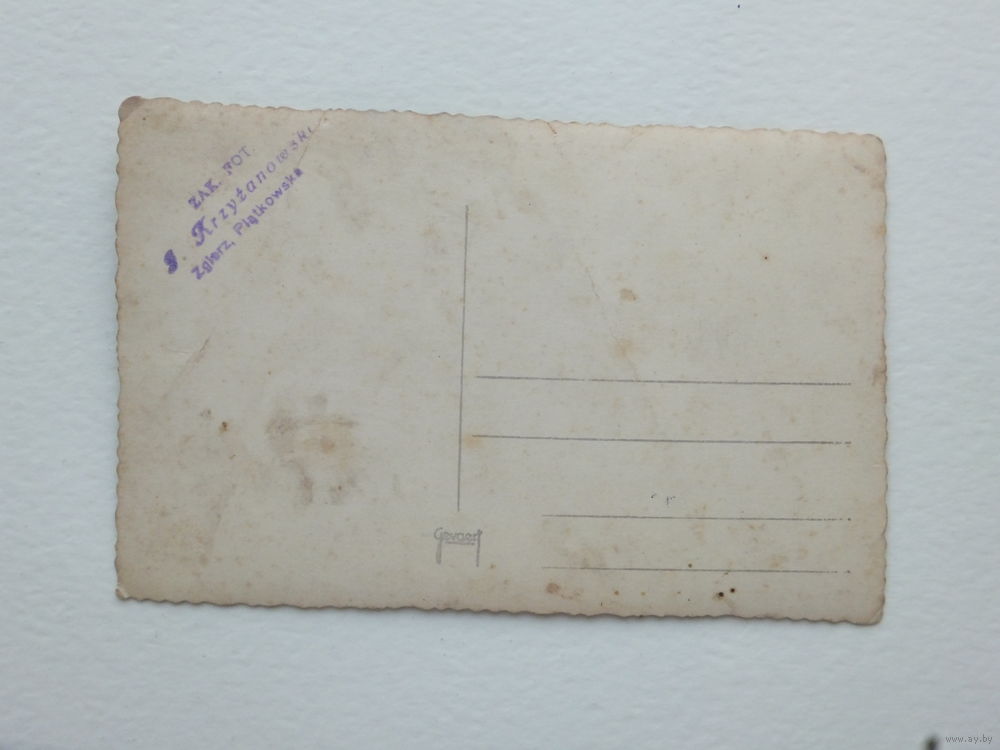 ZAK. FOT.
J. Krzyżanowski
Zgierz, Piątkowska
Gevaert
www.ay.by